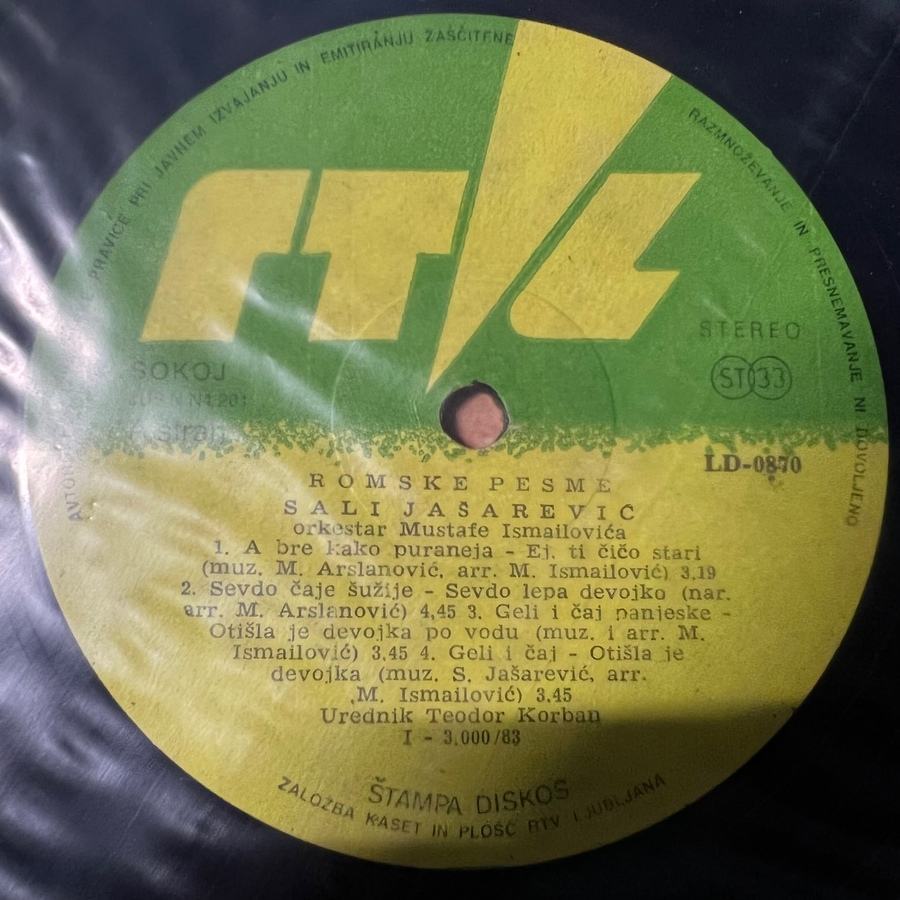 PRAVICE PRI JAVNEM IZVAJANJU IN EMITIRANJU ZAŠČITENE
RAZMNOŽEVANJE IN PRESNEMAVANJE NI DOVOLJENO
RTVL
STEREO
ST 33
SOKOJ
LD-0870
ROMSKE PESME
SALI JAŠAREVIĆ
orkestar Mustafe Ismailovića
1. A bre kako puraneja - Ej, ti čičo stari
(muz. M. Arslanović, arr. M. Ismailović) 3,19
2. Sevdo čaje šužije - Sevdo lepa devojko (nar.
arr. M. Arslanović) 4,45 3. Geli i čaj panjeske -
Otišla je devojka po vodu (muz. i arr. M.
Ismailović) 3,45 4. Geli i čaj - Otišla je
devojka (muz. S. Jašarević, arr.
M. Ismailović) 3,45
Urednik Teodor Korban
I - 3,000/83
ŠTAMPA DISKOS
ZALOŽBA KASET IN PLOŠČ RTV LJUBLJANA